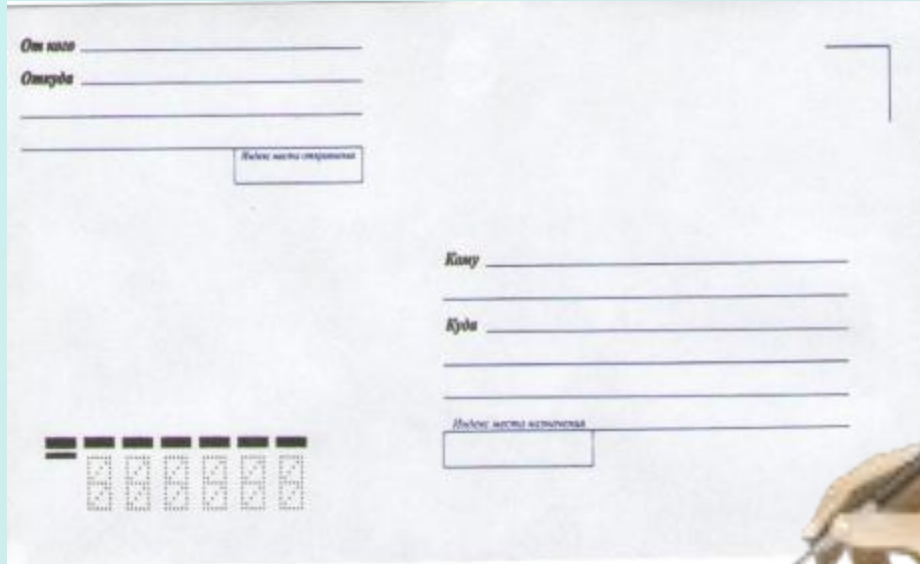 От кого
Откуда
Индекс места отправления
Кому
Куда
Индекс места назначения